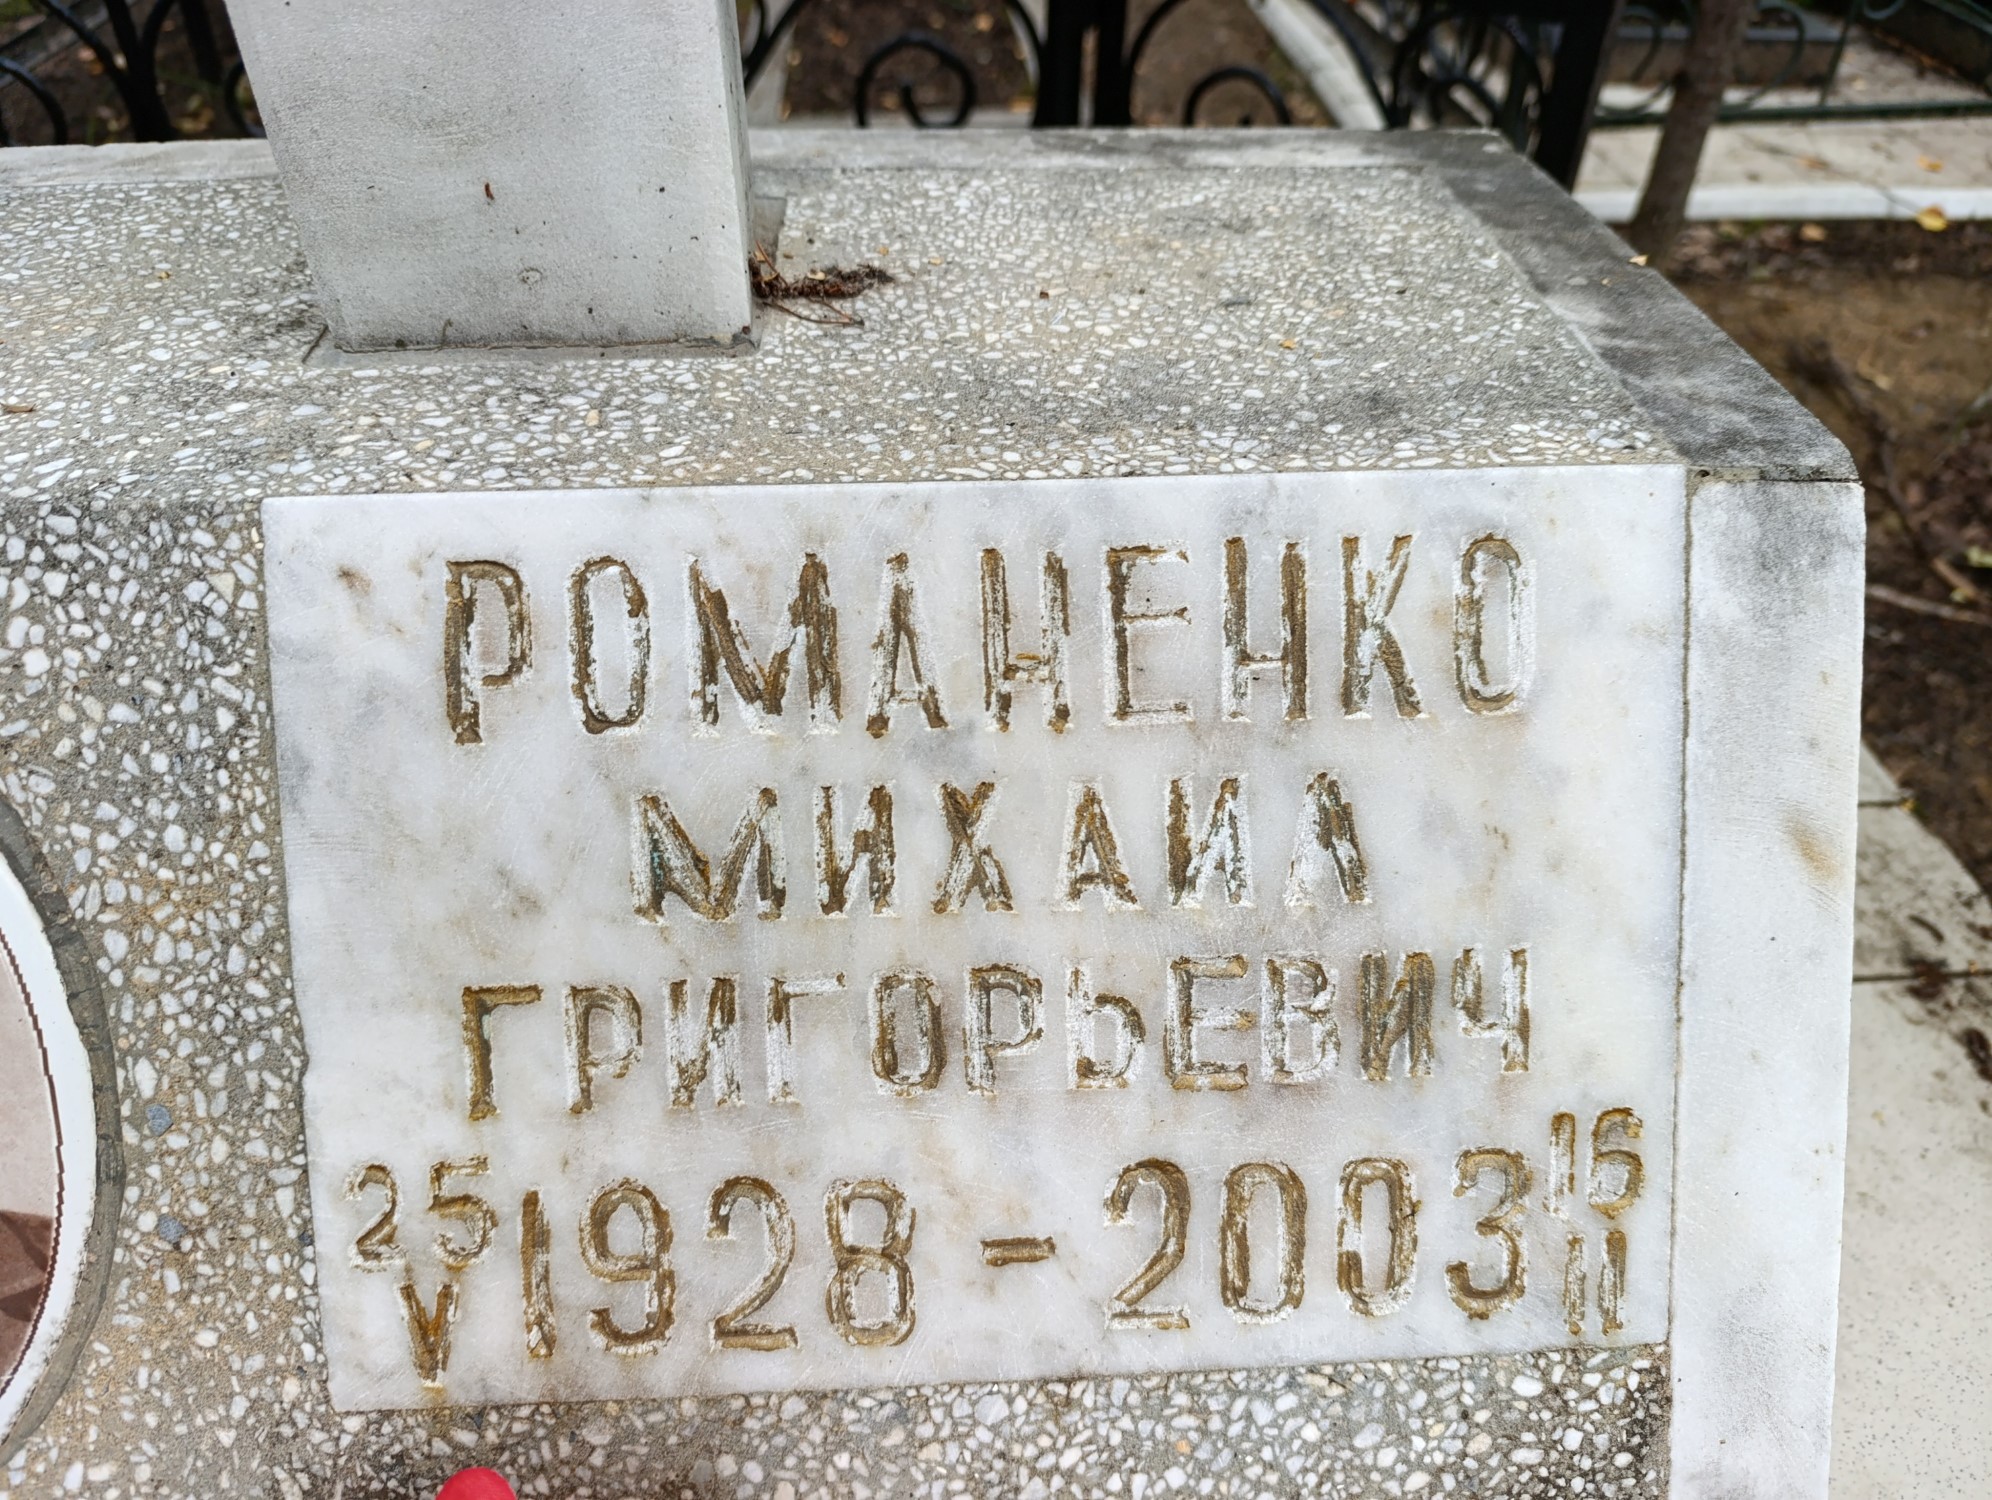 РОМАНЕНКО
МИХАИЛ
ГРИГОРЬЕВИЧ
25 V 1928 - 2003 16 II